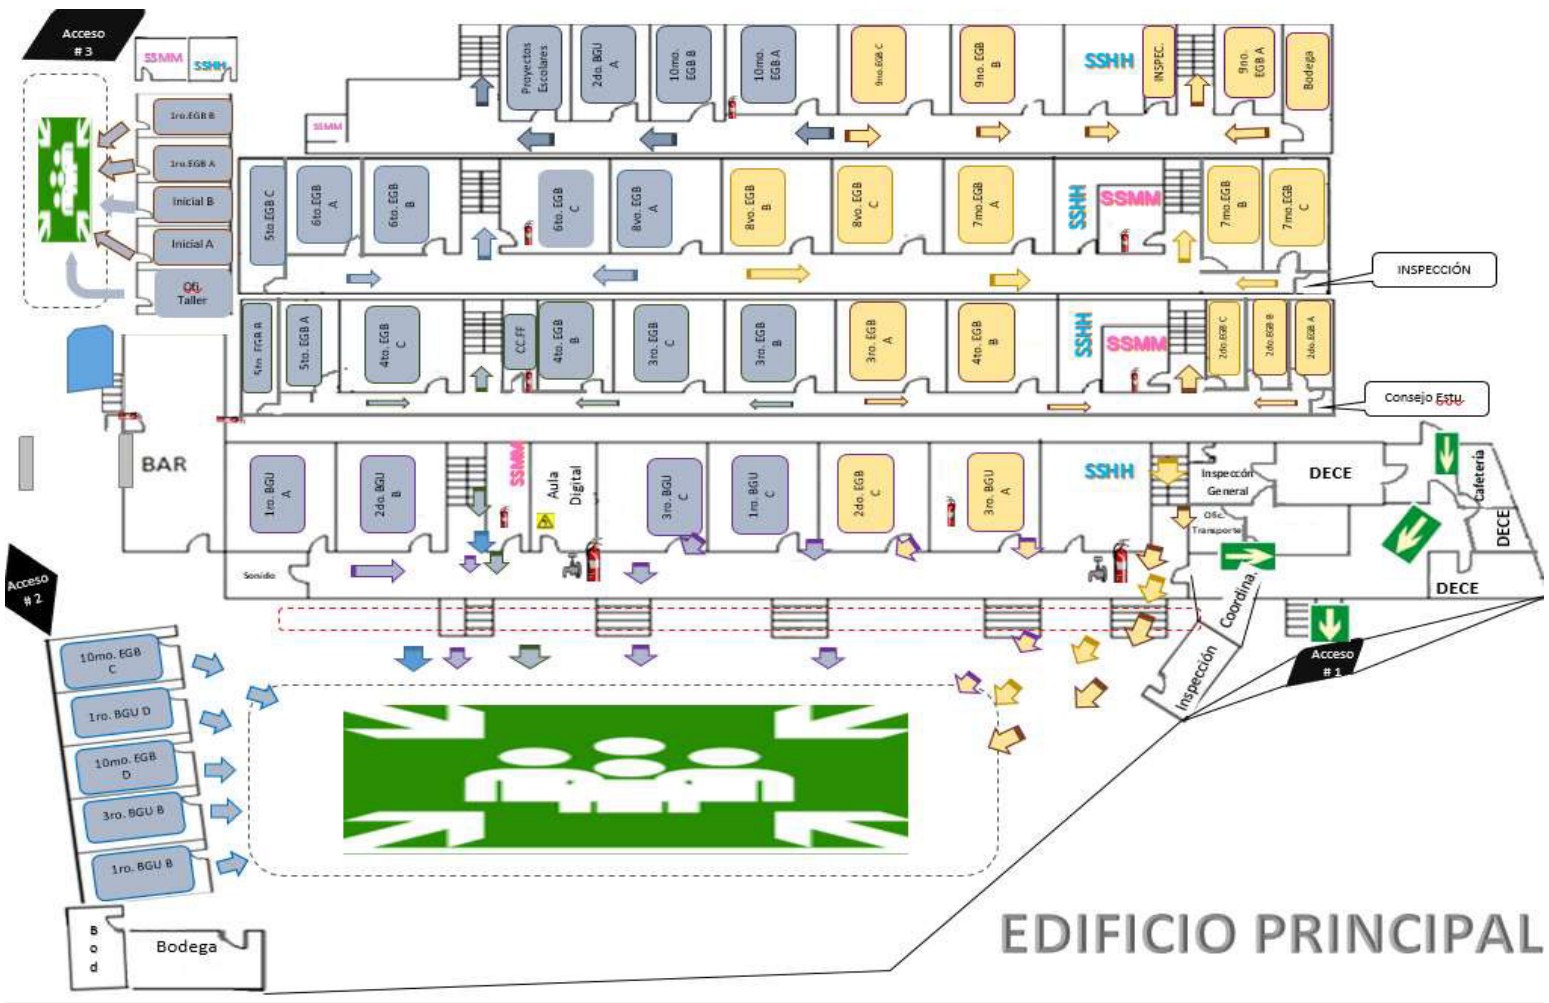 Acceso
# 3
SSMM
SSHH
1ro.EGB B
1ro.EGB A
Inicial B
Inicial A
Ofi.
Taller
SSMM
Proyectos
Escolares
2do. BGU
A
10mo.
EGB B
10mo.
EGB A
9no. EGB C
9no. EGB
B
SSHH
INSPEC.
9no.
EGB A
Bodega
5to.EGB C
6to.EGB
A
6to.EGB
B
6to. EGB
C
8vo. EGB
A
8vo. EGB
B
8vo. EGB
C
7mo.EGB
A
SSHH
SSMM
7mo.EGB
B
7mo.EGB
C
INSPECCIÓN
5to. EGB B
5to. EGB A
4to. EGB
C
CC.FF
4to. EGB
B
3ro. EGB
C
3ro. EGB
B
3ro. EGB
A
4to. EGB
B
SSHH
SSMM
2do.EGB C
2do.EGB B
2do.EGB A
Consejo Estu.
BAR
1ro. BGU
A
2do. BGU
B
SSMM
Aula
Digital
3ro. BGU
C
1ro. BGU
C
2do. EGB
C
3ro. BGU
A
SSHH
Inspección
General
DECE
Cafetería
Ofic.
Transporte
DECE
DECE
Sonido
Coordina.
Inspección
Acceso
# 1
Acceso
# 2
10mo. EGB
C
1ro. BGU D
10mo. EGB
D
3ro. BGU B
1ro. BGU B
B
o
d
Bodega
EDIFICIO PRINCIPAL